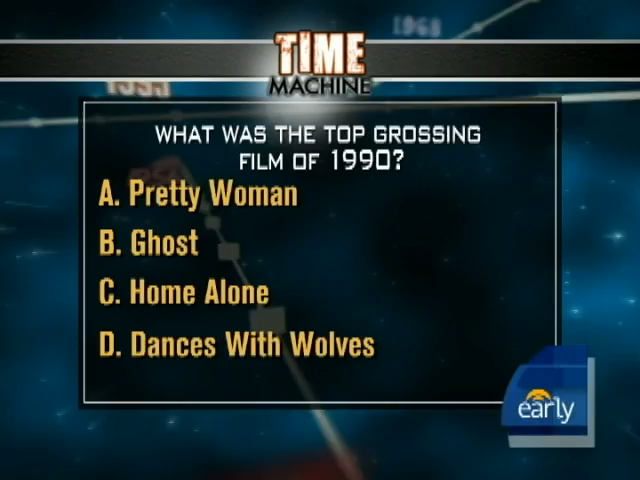 1968
TIME
MACHINE
WHAT WAS THE TOP GROSSING
FILM OF 1990?
A. Pretty Woman
B. Ghost
C. Home Alone
D. Dances With Wolves
early